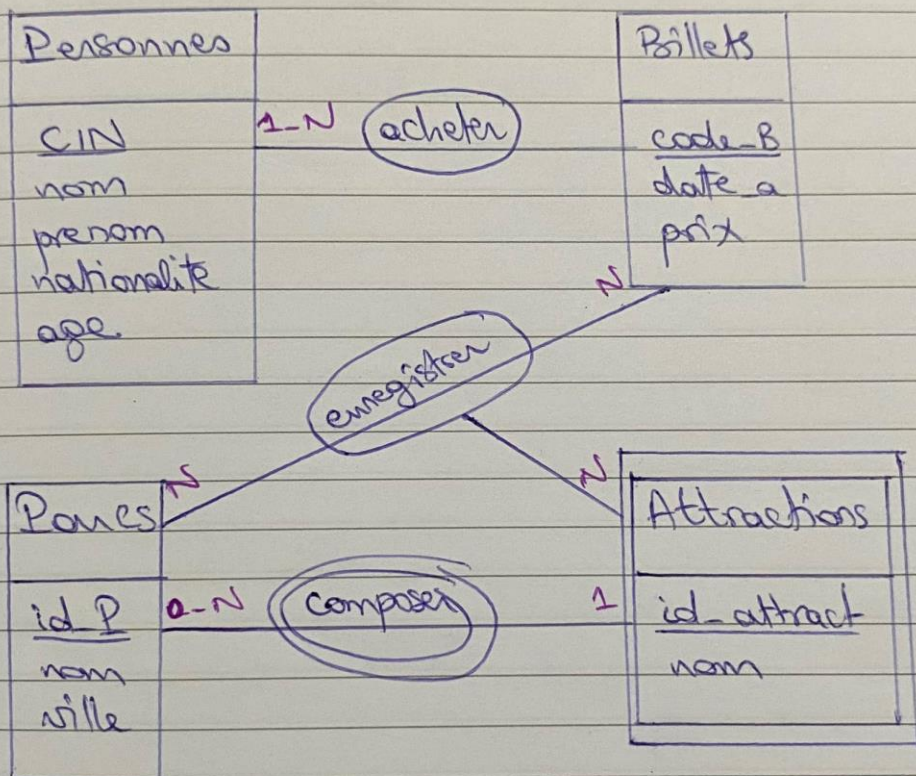 Personnes
CIN
nom
prenom
nationalite
age
1-N
acheter
Billets
code_B
date_a
prix
N
enregistrer
N
N
Parcs
id_P
nom
ville
0-N
composer
1
Attractions
id_attract
nom